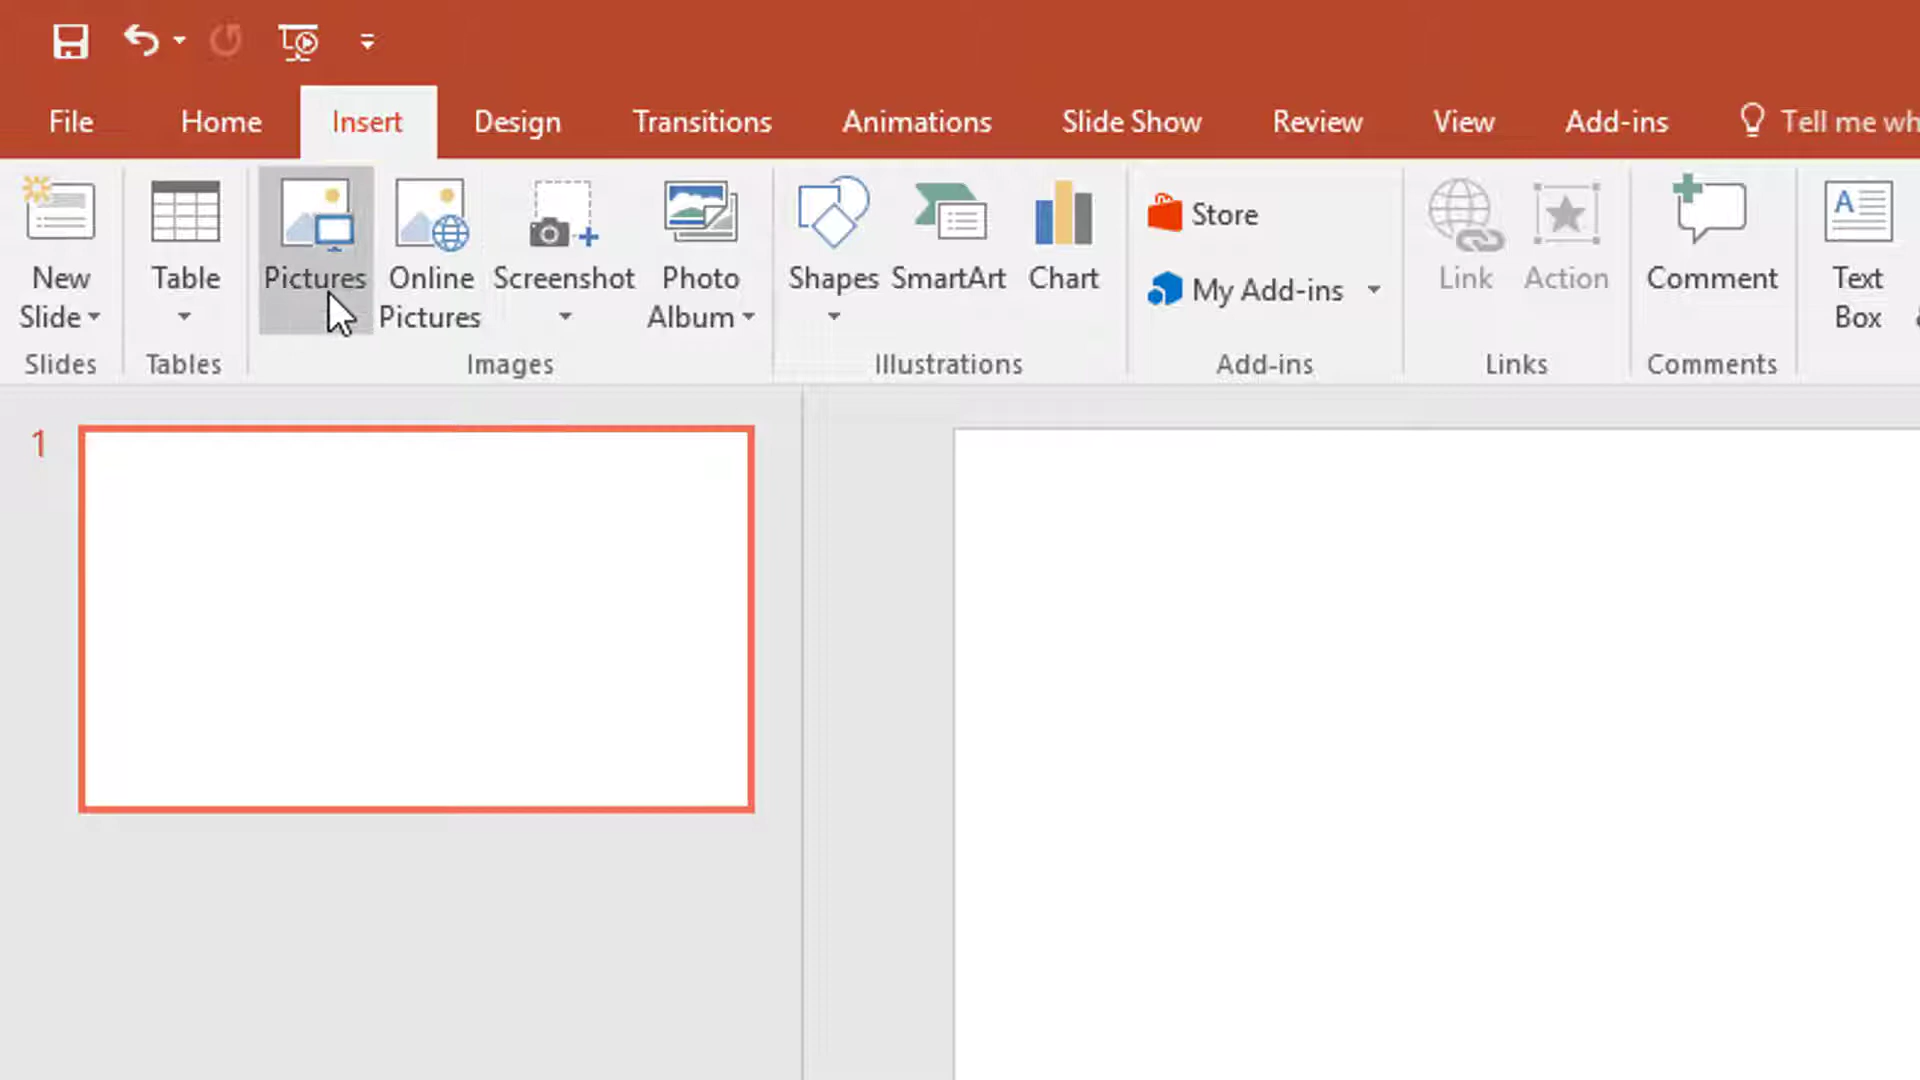 File Home Insert Design Transitions Animations Slide Show Review View Add-ins Tell me
New Slide
Table
Pictures
Online Pictures
Screenshot
Photo Album
Shapes
SmartArt
Chart
Store
My Add-ins
Link
Action
Comment
Text Box
Slides Tables Images Illustrations Add-ins Links Comments
1